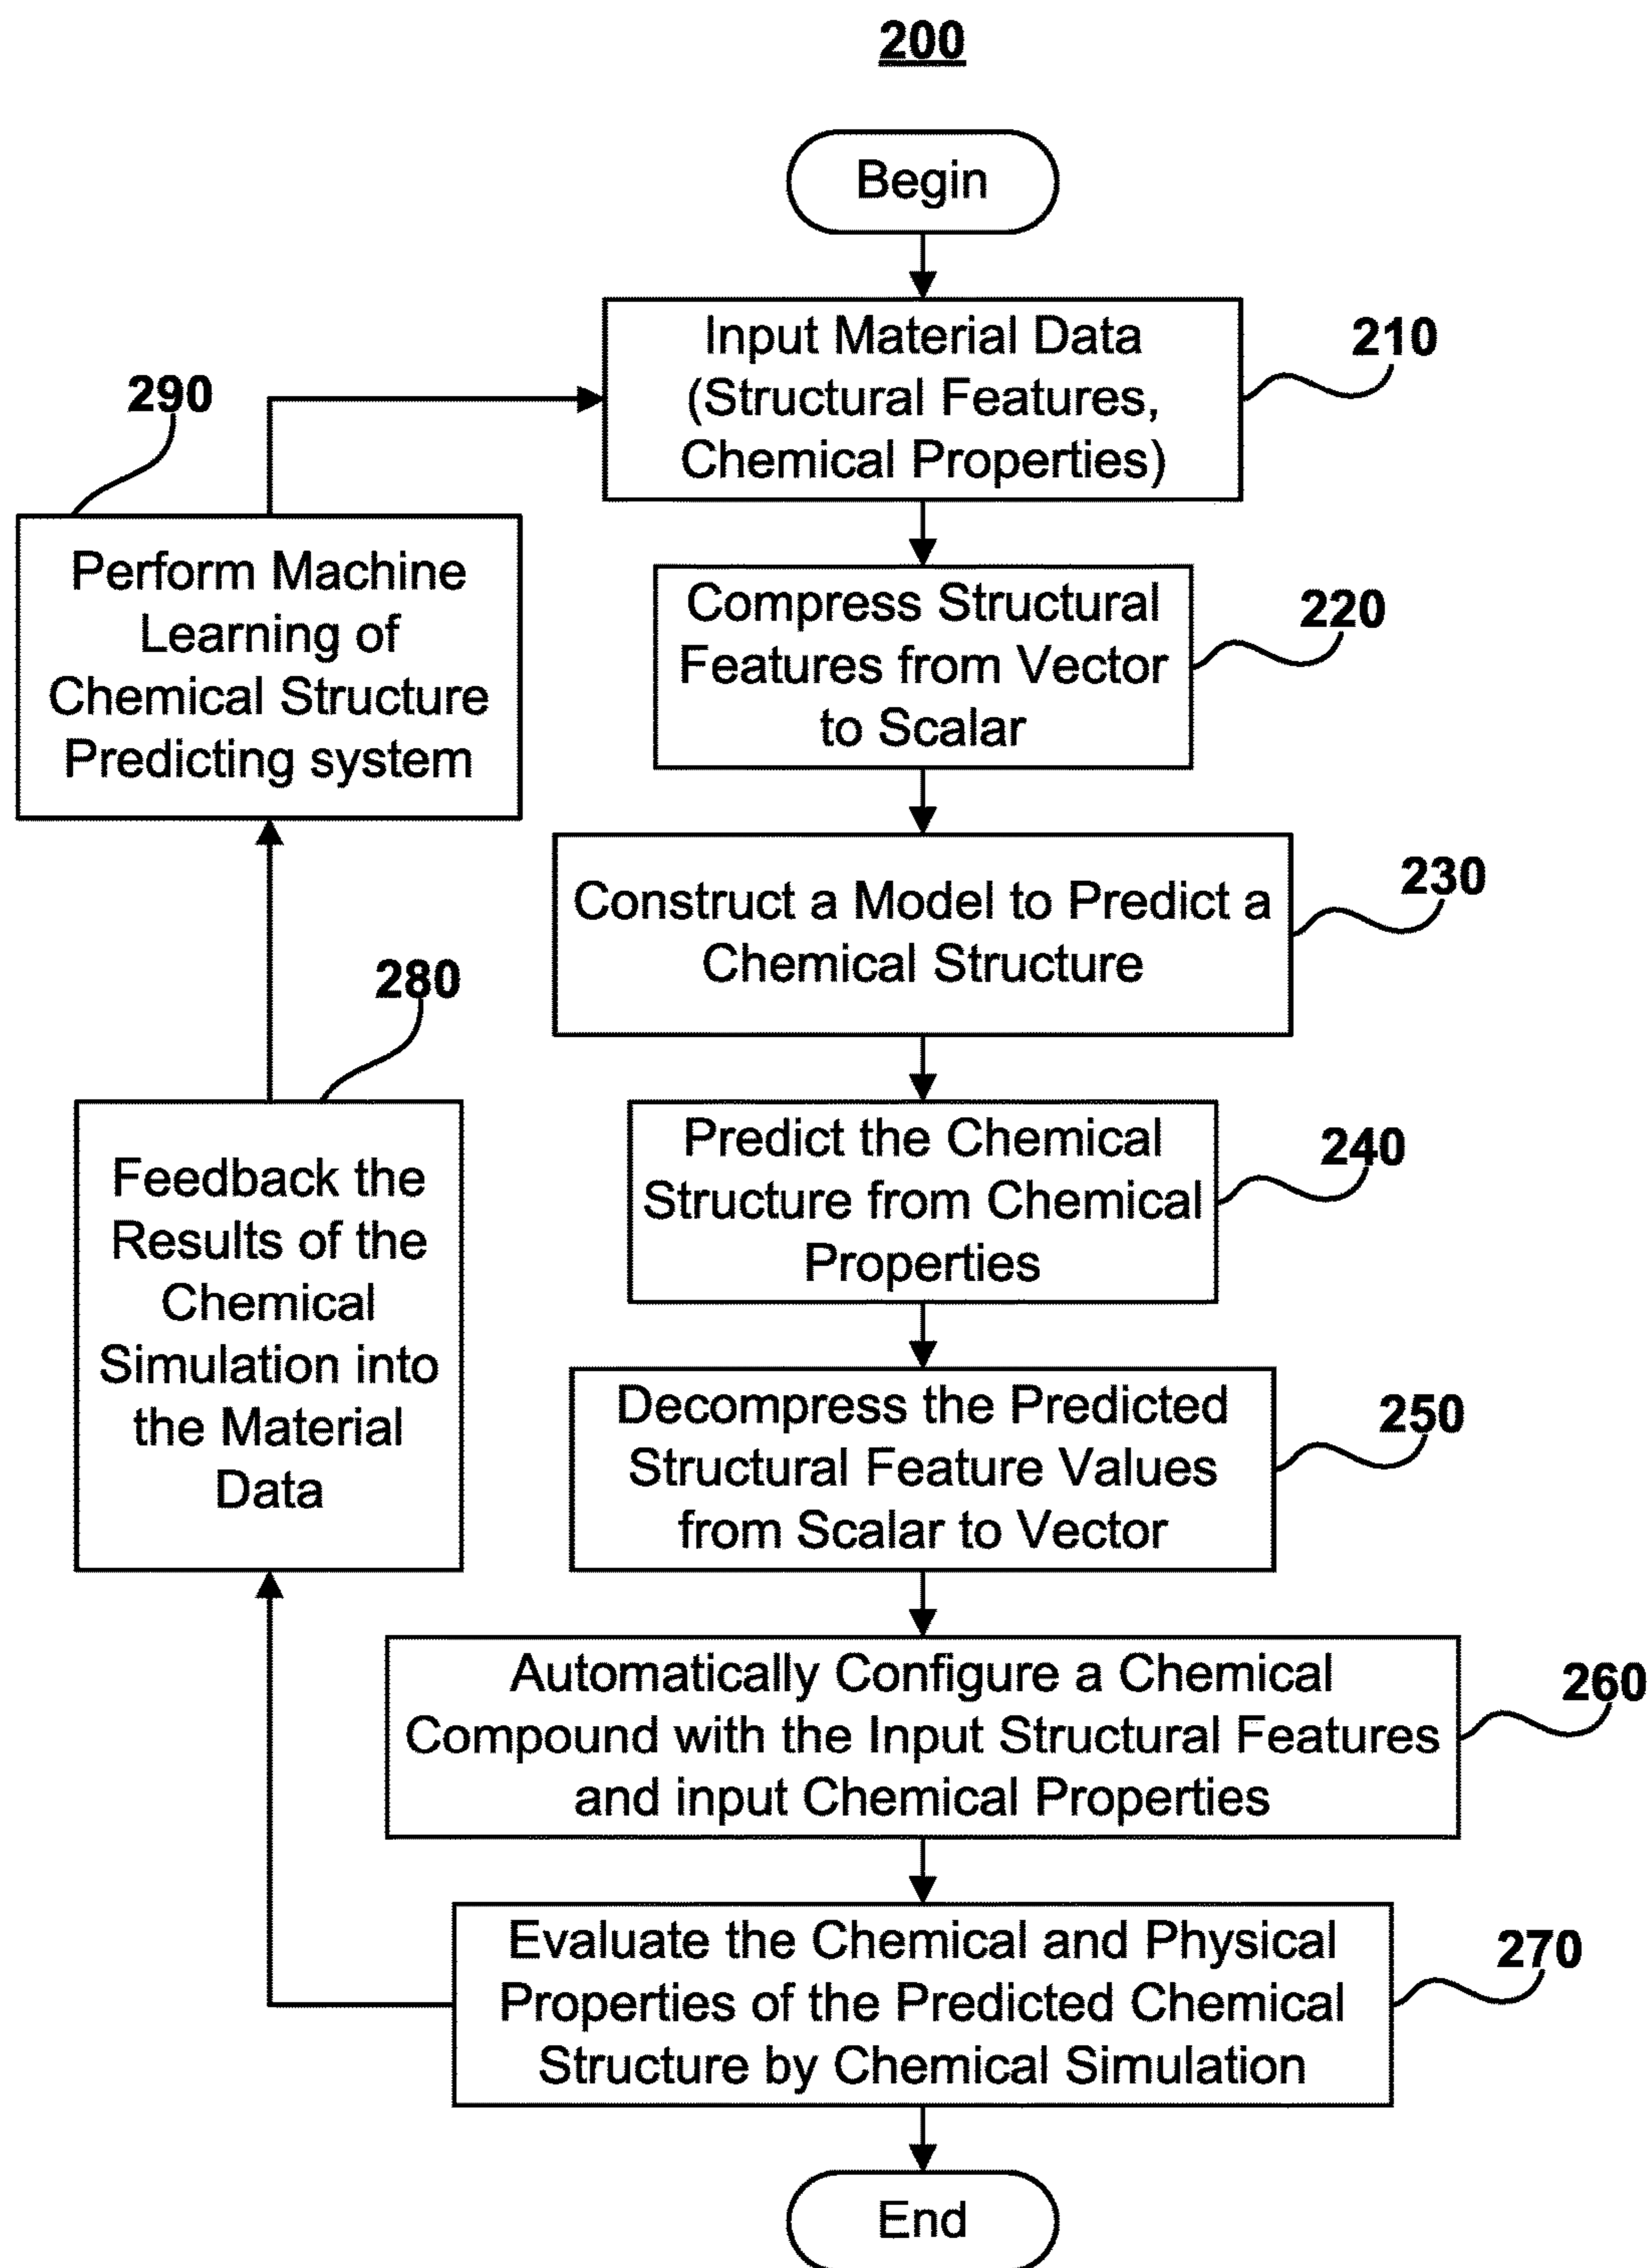 200
Begin
Input Material Data
(Structural Features,
Chemical Properties)
210
Compress Structural
Features from Vector
to Scalar
220
Construct a Model to Predict a
Chemical Structure
230
Predict the Chemical
Structure from Chemical
Properties
240
Decompress the Predicted
Structural Feature Values
from Scalar to Vector
250
Automatically Configure a Chemical
Compound with the Input Structural Features
and input Chemical Properties
260
Evaluate the Chemical and Physical
Properties of the Predicted Chemical
Structure by Chemical Simulation
270
Feedback the
Results of the
Chemical
Simulation into
the Material
Data
280
Perform Machine
Learning of
Chemical Structure
Predicting system
290
End